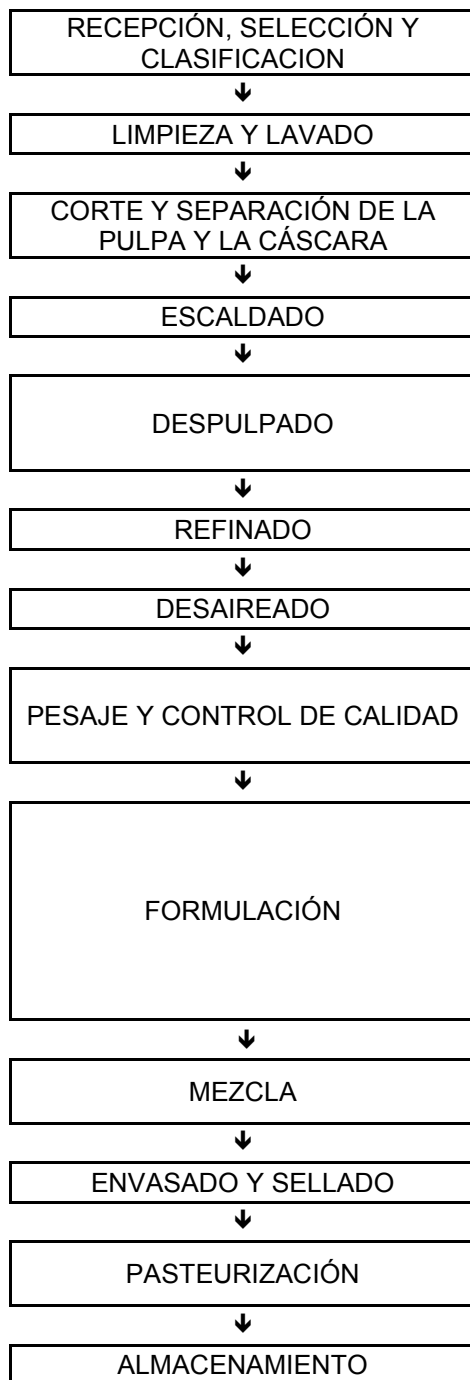 RECEPCIÓN, SELECCIÓN Y
CLASIFICACION
LIMPIEZA Y LAVADO
CORTE Y SEPARACIÓN DE LA
PULPA Y LA CÁSCARA
ESCALDADO
DESPULPADO
REFINADO
DESAIREADO
PESAJE Y CONTROL DE CALIDAD
FORMULACIÓN
MEZCLA
ENVASADO Y SELLADO
PASTEURIZACIÓN
ALMACENAMIENTO